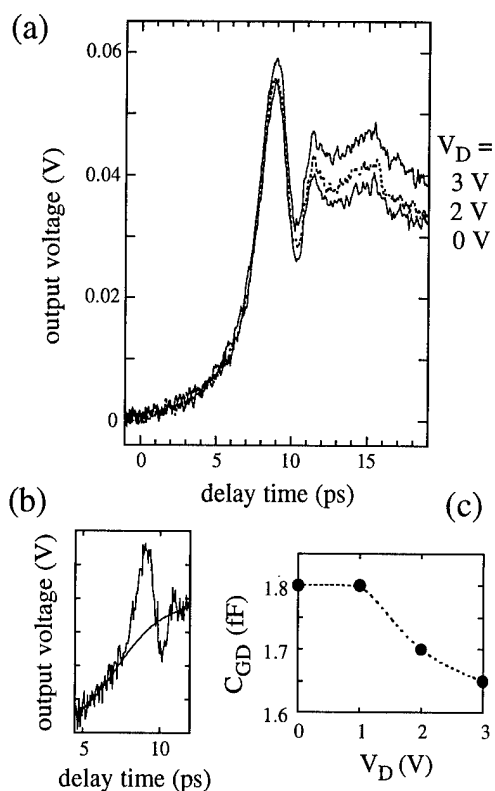 (a)
output voltage (V)
0.06
0.04
0.02
0
0 5 10 15
delay time (ps)
V_D =
3 V
2 V
0 V
(b)
output voltage (V)
5 10
delay time (ps)
(c)
C_GD (fF)
1.8
1.7
1.6
0 1 2 3
V_D (V)